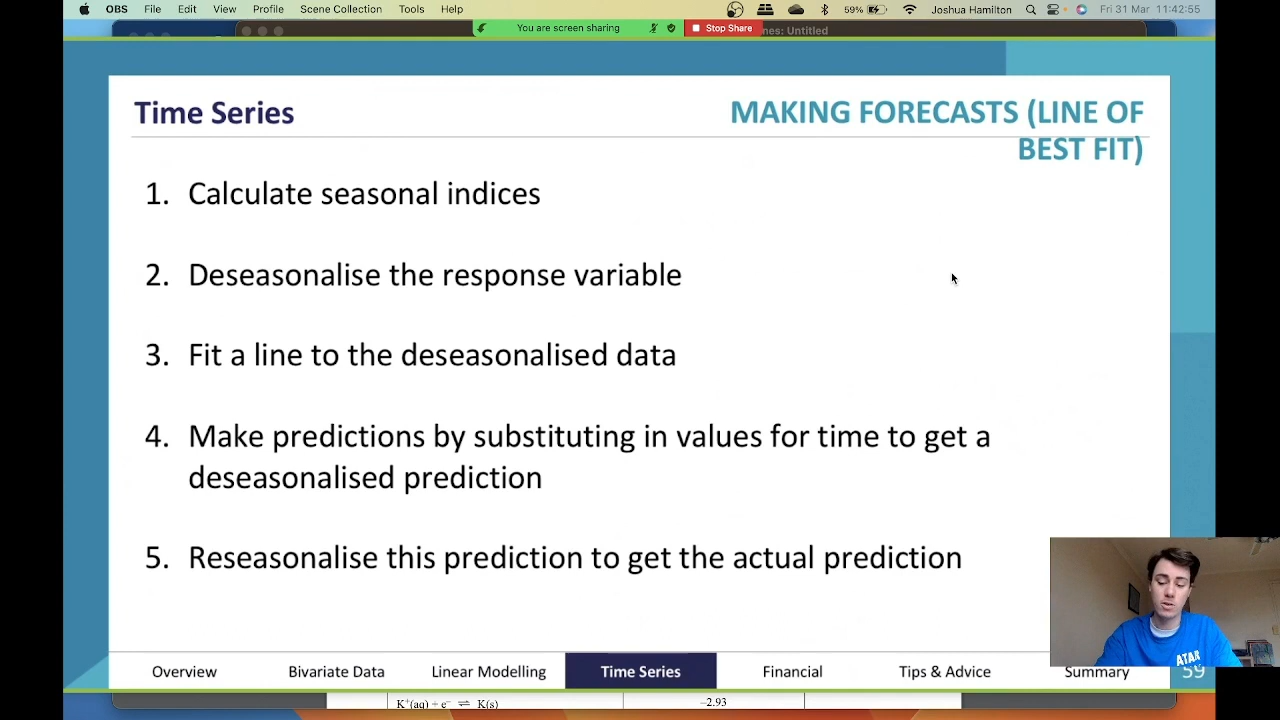 OBS File Edit View Profile Scene Collection Tools Help 59% Joshua Hamilton Fri 31 Mar 11:42:55
You are screen sharing Stop Share nes: Untitled
Time Series
MAKING FORECASTS (LINE OF
BEST FIT)
1. Calculate seasonal indices
2. Deseasonalise the response variable
3. Fit a line to the deseasonalised data
4. Make predictions by substituting in values for time to get a
deseasonalised prediction
5. Reseasonalise this prediction to get the actual prediction
ATAR
Overview Bivariate Data Linear Modelling Time Series Financial Tips & Advice Summary 59
K⁺(aq) + e⁻ ⇌ K(s) −2.93